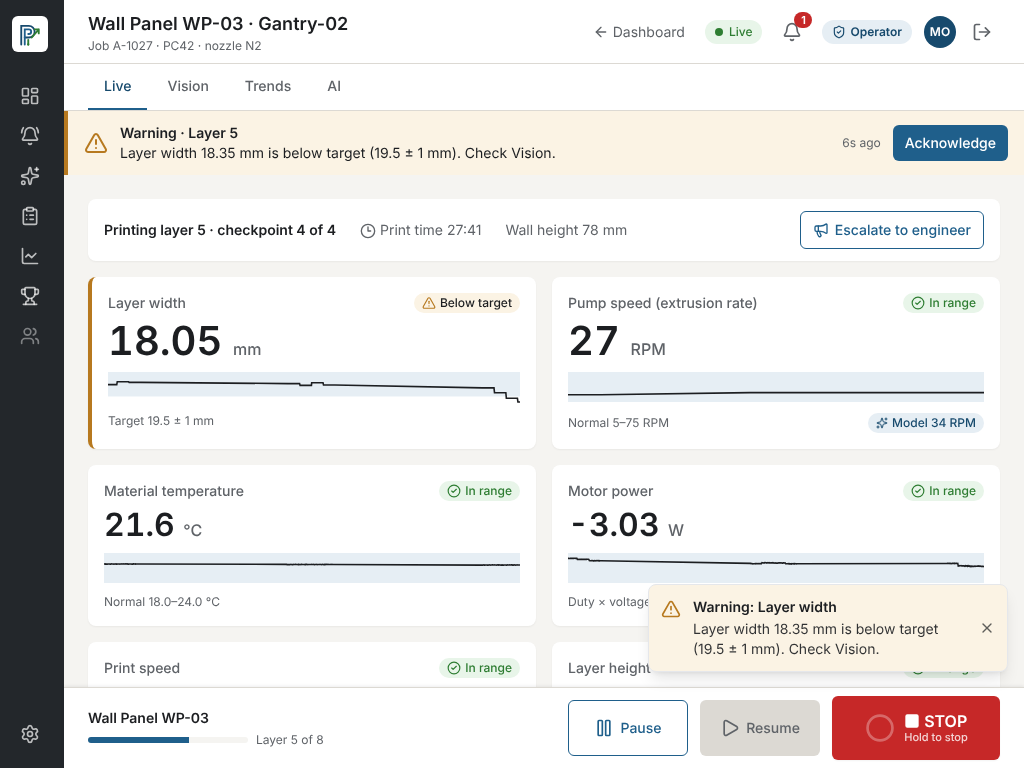 Wall Panel WP-03 · Gantry-02
Job A-1027 · PC42 · nozzle N2
Dashboard
Live
1
Operator
MO
Live
Vision
Trends
AI
Warning · Layer 5
Layer width 18.35 mm is below target (19.5 ± 1 mm). Check Vision.
6s ago
Acknowledge
Printing layer 5 · checkpoint 4 of 4
Print time 27:41
Wall height 78 mm
Escalate to engineer
Layer width
Below target
18.05 mm
Target 19.5 ± 1 mm
Pump speed (extrusion rate)
In range
27 RPM
Normal 5–75 RPM
Model 34 RPM
Material temperature
In range
21.6 °C
Normal 18.0–24.0 °C
Motor power
In range
-3.03 W
Duty × voltage
Warning: Layer width
Layer width 18.35 mm is below target
(19.5 ± 1 mm). Check Vision.
Print speed
In range
Layer height
Wall Panel WP-03
Layer 5 of 8
Pause
Resume
STOP
Hold to stop